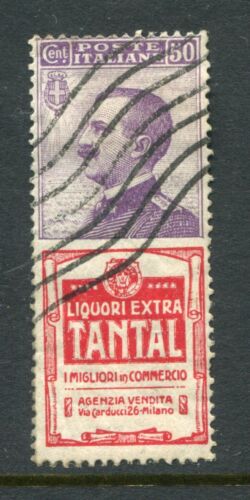 Cent. POSTE 50
ITALIANE
LIQUORI EXTRA
TANTAL
I MIGLIORI in COMMERCIO
AGENZIA VENDITA
Via Carducci 26-Milano